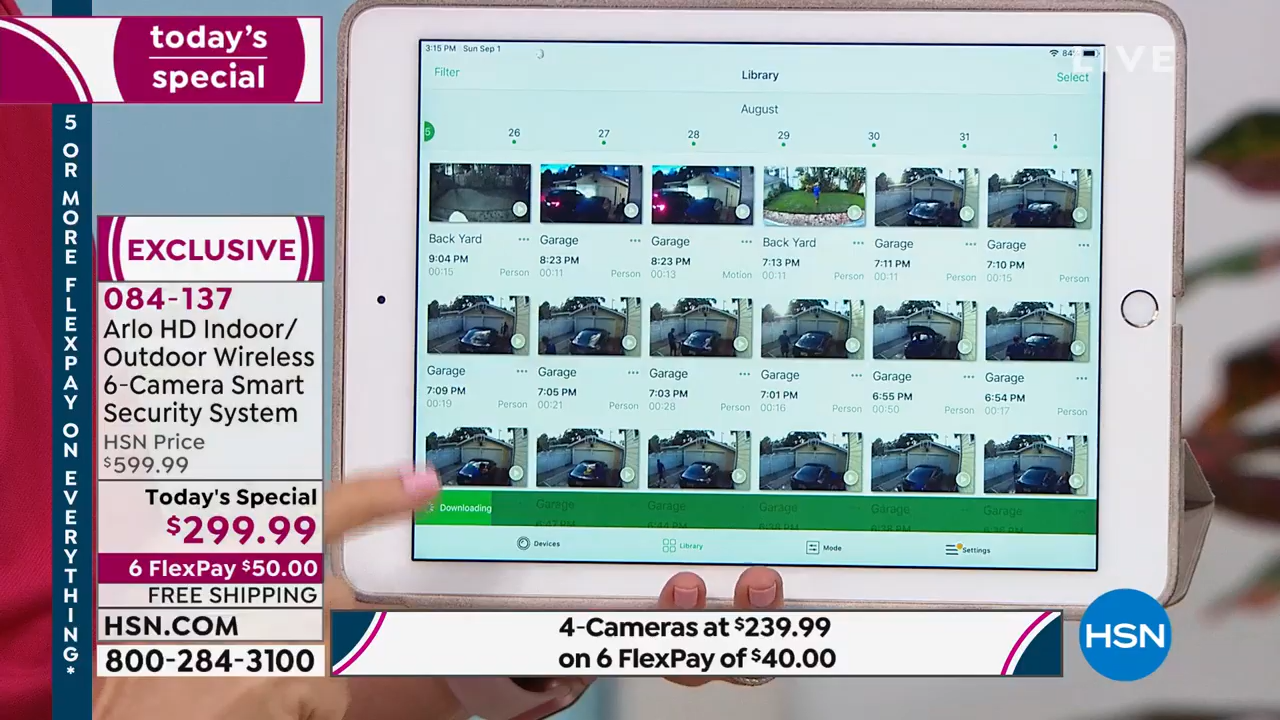 today's
special
5 OR MORE FLEXPAY ON EVERYTHING*
EXCLUSIVE
084-137
Arlo HD Indoor/
Outdoor Wireless
6-Camera Smart
Security System
HSN Price
$599.99
Today's Special
$299.99
6 FlexPay $50.00
FREE SHIPPING
HSN.COM
800-284-3100
LIVE
3:15 PM Sun Sep 1 84%
Filter Library Select
August
5 26 27 28 29 30 31 1
Back Yard Garage Garage Back Yard Garage Garage
9:04 PM 8:23 PM 8:23 PM 7:13 PM 7:11 PM 7:10 PM
00:15 Person 00:11 Person 00:13 Motion 00:11 Person 00:11 Person 00:15 Person
Garage Garage Garage Garage Garage Garage
7:09 PM 7:05 PM 7:03 PM 7:01 PM 6:55 PM 6:54 PM
00:19 Person 00:21 Person 00:28 Person 00:16 Person 00:50 Person 00:17 Person
Downloading Garage Garage Garage Garage Garage
Devices Library Mode Settings
4-Cameras at $239.99
on 6 FlexPay of $40.00
HSN